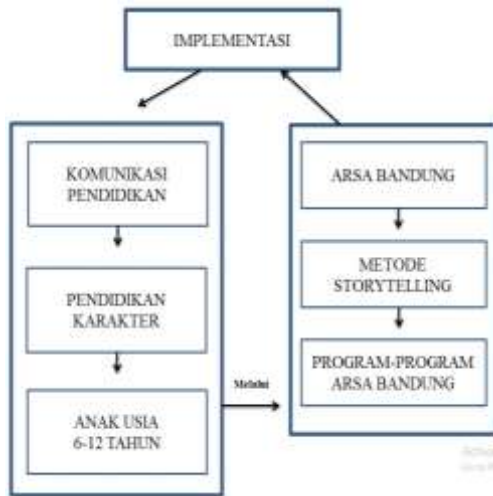 IMPLEMENTASI
KOMUNIKASI
PENDIDIKAN
PENDIDIKAN
KARAKTER
ANAK USIA
6-12 TAHUN
Melalui
ARSA BANDUNG
METODE
STORYTELLING
PROGRAM-PROGRAM
ARSA BANDUNG